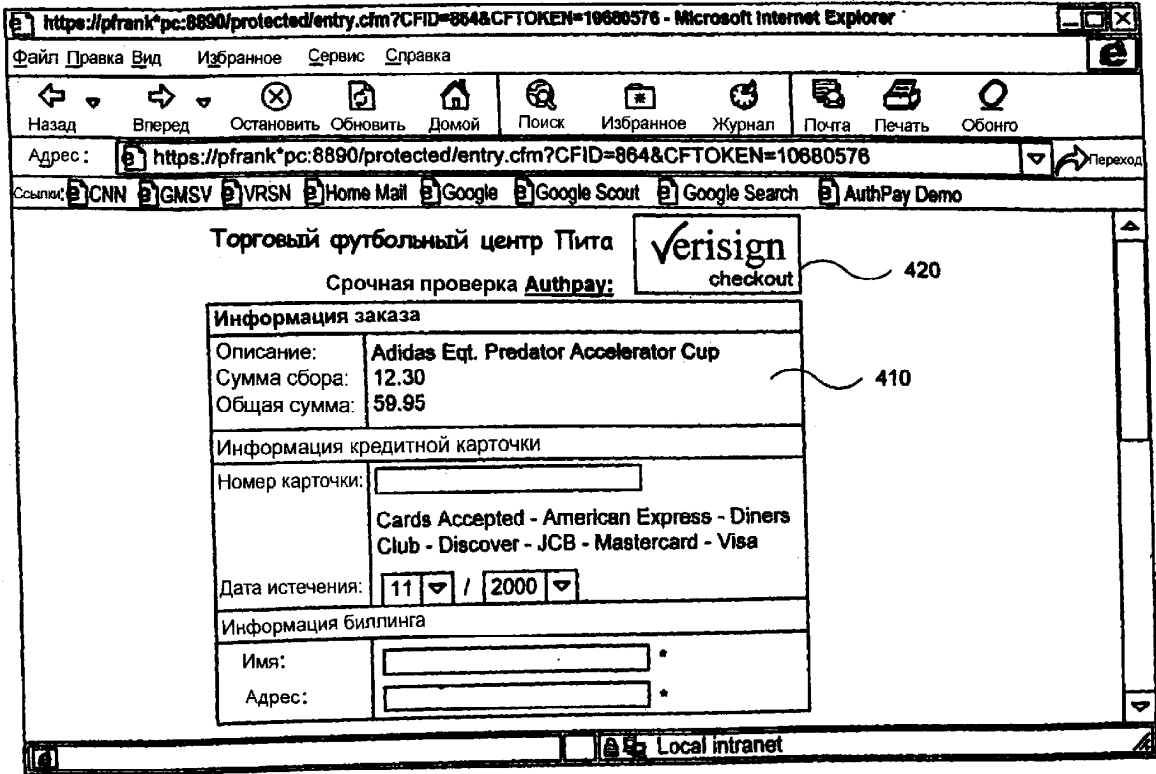 https://pfrank*pc:8890/protected/entry.cfm?CFID=864&CFTOKEN=10680576 - Microsoft Internet Explorer
Файл Правка Вид Избранное Сервис Справка
Назад Вперед Остановить Обновить Домой Поиск Избранное Журнал Почта Печать Обонго
Адрес: https://pfrank*pc:8890/protected/entry.cfm?CFID=864&CFTOKEN=10680576 Переход
Ссылки: CNN GMSV VRSN Home Mail Google Google Scout Google Search AuthPay Demo
Торговый футбольный центр Пита
verisign
checkout
420
Срочная проверка Authpay:
Информация заказа
Описание: Adidas Eqt. Predator Accelerator Cup
Сумма сбора: 12.30
410
Общая сумма: 59.95
Информация кредитной карточки
Номер карточки:
Cards Accepted - American Express - Diners
Club - Discover - JCB - Mastercard - Visa
Дата истечения: 11 / 2000
Информация биллинга
Имя: *
Адрес: *
Local intranet